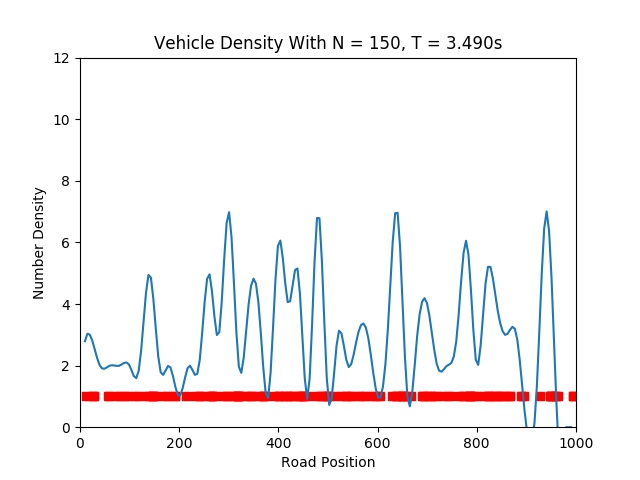 Vehicle Density With N = 150, T = 3.490s
12
10
8
6
4
2
0
Number Density
0 200 400 600 800 1000
Road Position